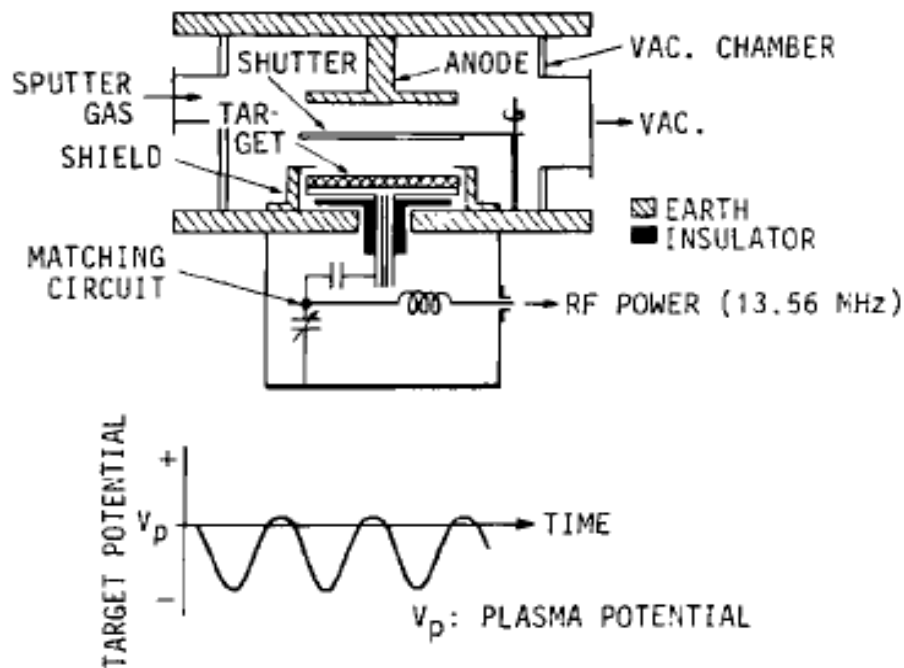 SHUTTER
ANODE
VAC. CHAMBER
SPUTTER
GAS
TAR-
GET
VAC.
SHIELD
EARTH
INSULATOR
MATCHING
CIRCUIT
RF POWER (13.56 MHz)
TARGET POTENTIAL
+
Vp
TIME
−
Vp: PLASMA POTENTIAL